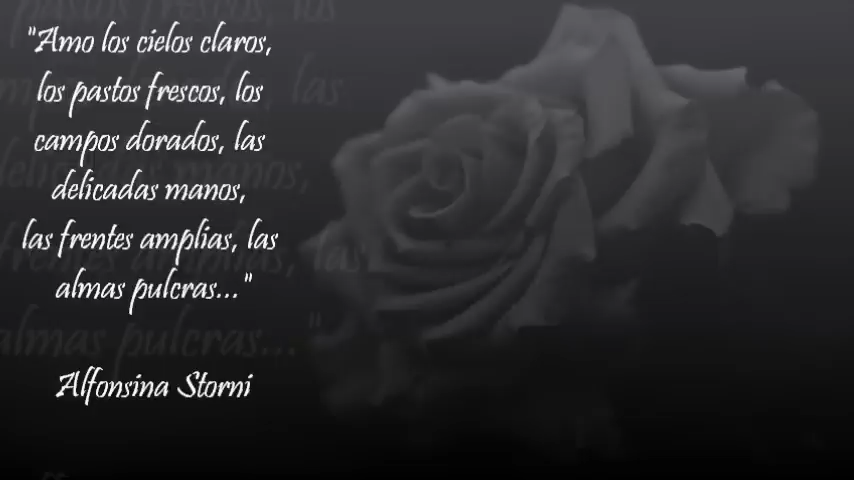 "Amo los cielos claros,
los pastos frescos, los
campos dorados, las
delicadas manos,
las frentes amplias, las
almas pulcras..."
Alfonsina Storni